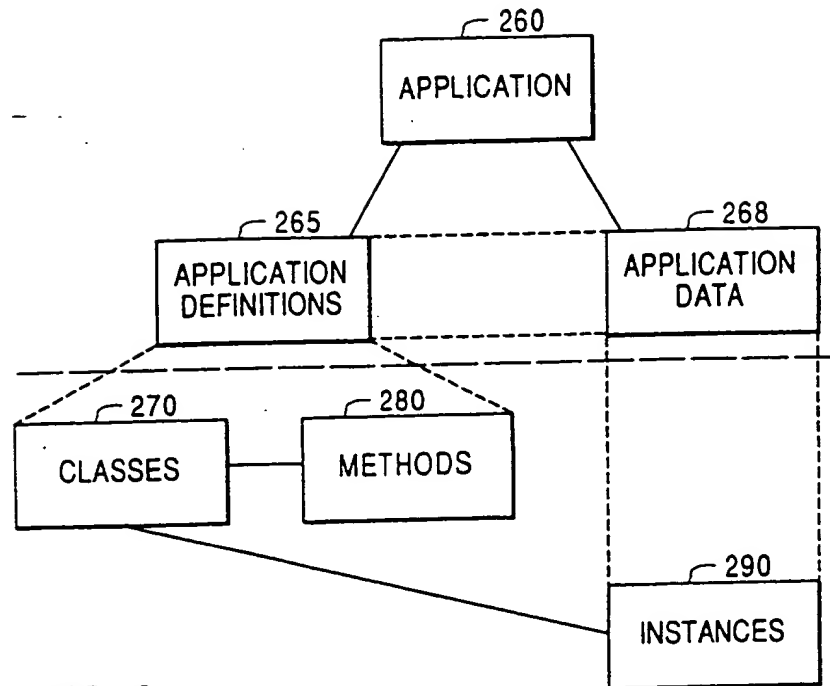 260
APPLICATION
265
APPLICATION
DEFINITIONS
268
APPLICATION
DATA
270
CLASSES
280
METHODS
290
INSTANCES